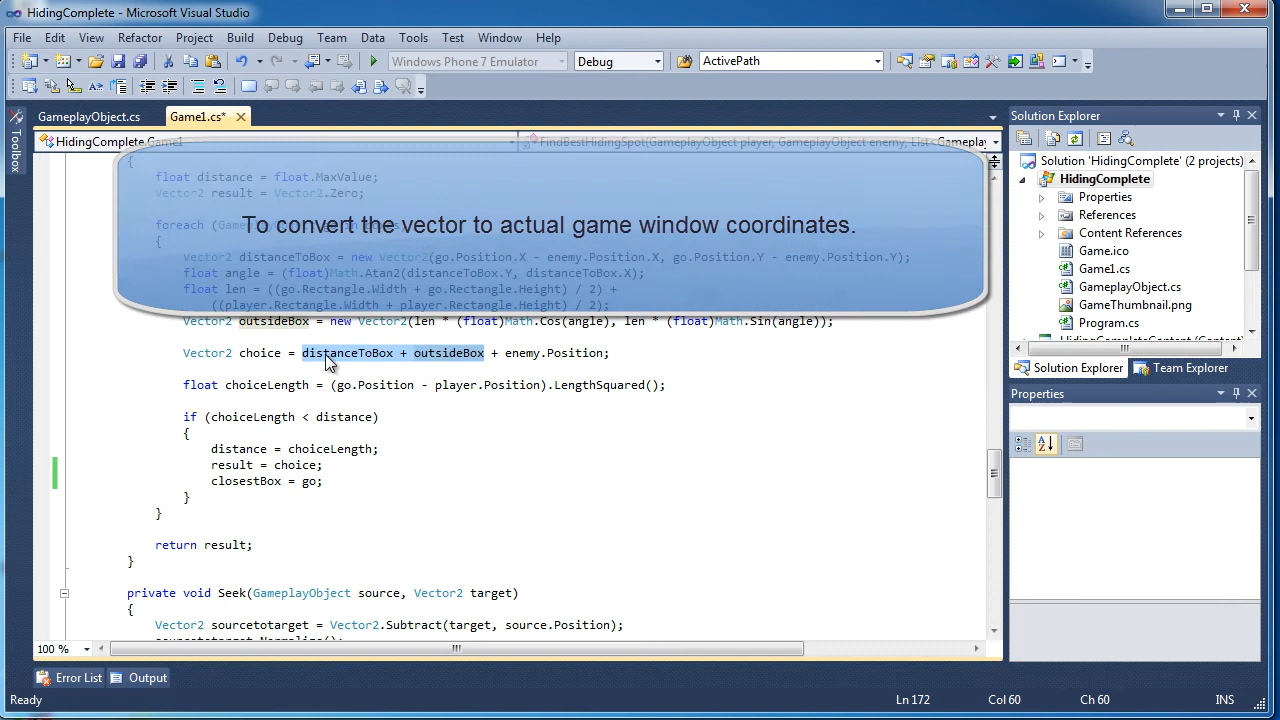 HidingComplete - Microsoft Visual Studio
File Edit View Refactor Project Build Debug Team Data Tools Test Window Help
Windows Phone 7 Emulator Debug ActivePath
GameplayObject.cs Game1.cs*
HidingComplete.Game1 FindBestHidingSpot(GameplayObject player, GameplayObject enemy, List<Gamepla
{
float distance = float.MaxValue;
Vector2 result = Vector2.Zero;
To convert the vector to actual game window coordinates.
foreach (
{
Vector2 distanceToBox = new Vector2(go.Position.X - enemy.Position.X, go.Position.Y - enemy.Position.Y);
float angle = (float)Math.Atan2(distanceToBox.Y, distanceToBox.X);
float len = ((go.Rectangle.Width + go.Rectangle.Height) / 2) +
((player.Rectangle.Width + player.Rectangle.Height) / 2);
Vector2 outsideBox = new Vector2(len * (float)Math.Cos(angle), len * (float)Math.Sin(angle));
Vector2 choice = distanceToBox + outsideBox + enemy.Position;
float choiceLength = (go.Position - player.Position).LengthSquared();
if (choiceLength < distance)
{
distance = choiceLength;
result = choice;
closestBox = go;
}
}
return result;
}
private void Seek(GameplayObject source, Vector2 target)
{
Vector2 sourcetotarget = Vector2.Subtract(target, source.Position);
sourcetotarget.Normalize();
100 %
Error List Output
Ready Ln 172 Col 60 Ch 60 INS
Toolbox
Solution Explorer
Solution 'HidingComplete' (2 projects)
HidingComplete
Properties
References
Content References
Game.ico
Game1.cs
GameplayObject.cs
GameThumbnail.png
Program.cs
Solution Explorer Team Explorer
Properties